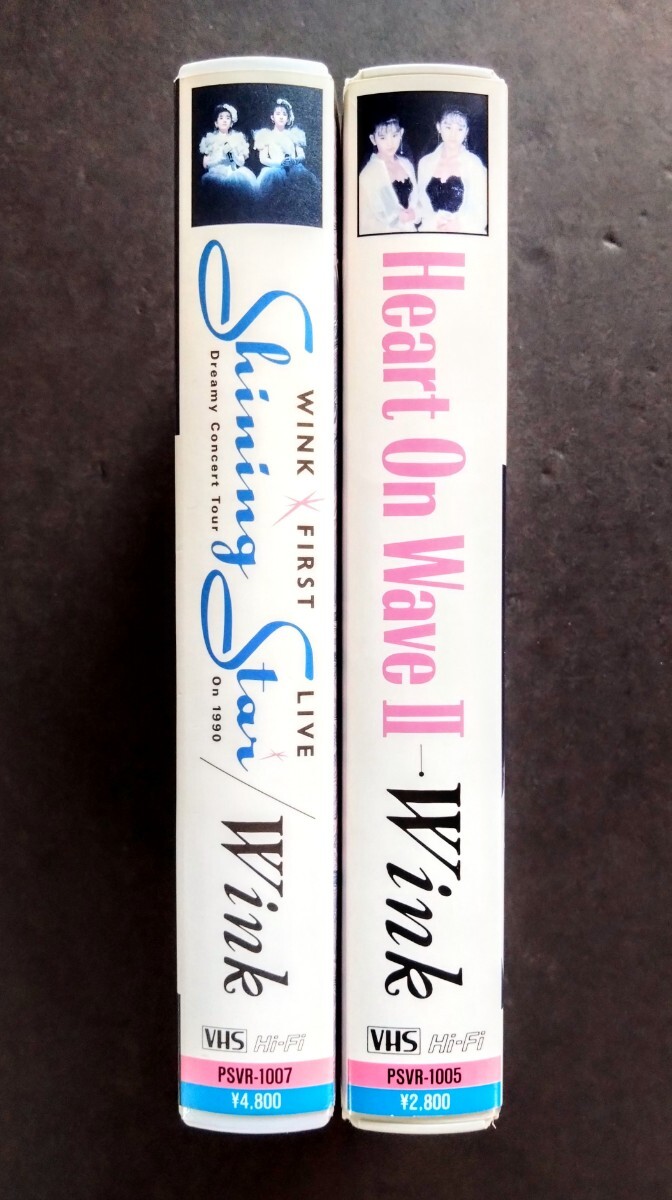 WINK FIRST LIVE
Shining Star
Dreamy Concert Tour On 1990
Wink
VHS Hi-Fi
PSVR-1007
¥4,800
Heart On Wave II
Wink
VHS Hi-Fi
PSVR-1005
¥2,800